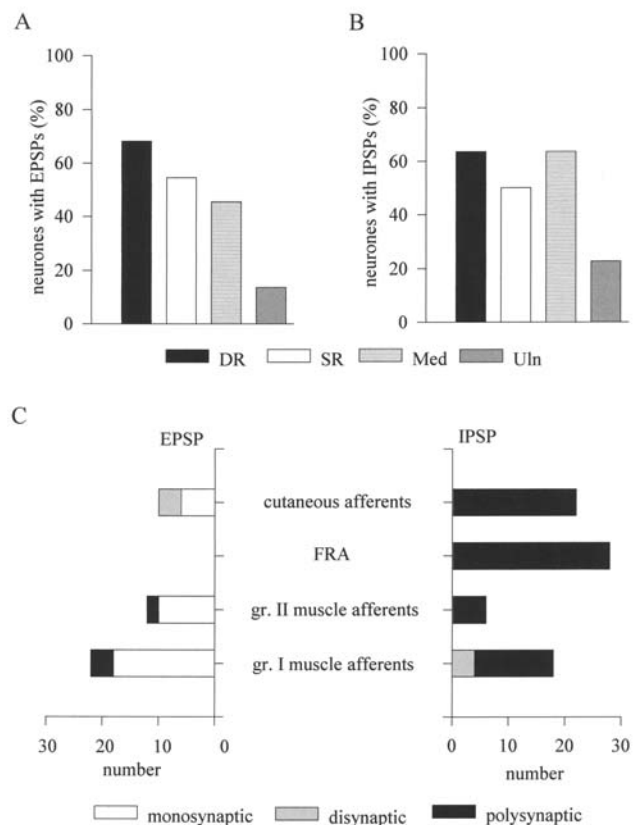 A
B
100
80
60
40
20
0
neurones with EPSPs (%)
100
80
60
40
20
0
neurones with IPSPs (%)
DR SR Med Uln
C
EPSP IPSP
cutaneous afferents
FRA
gr. II muscle afferents
gr. I muscle afferents
30 20 10 0
number
0 10 20 30
number
monosynaptic disynaptic polysynaptic